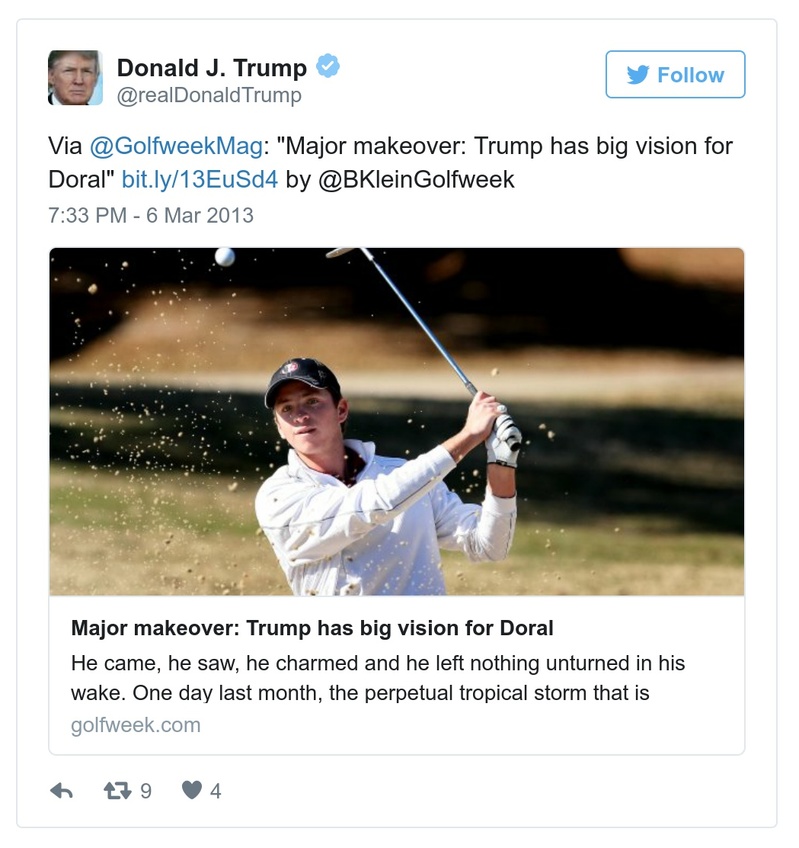 Donald J. Trump
@realDonaldTrump
Follow
Via @GolfweekMag: "Major makeover: Trump has big vision for
Doral" bit.ly/13EuSd4 by @BKleinGolfweek
7:33 PM - 6 Mar 2013
Major makeover: Trump has big vision for Doral
He came, he saw, he charmed and he left nothing unturned in his
wake. One day last month, the perpetual tropical storm that is
golfweek.com
9 4